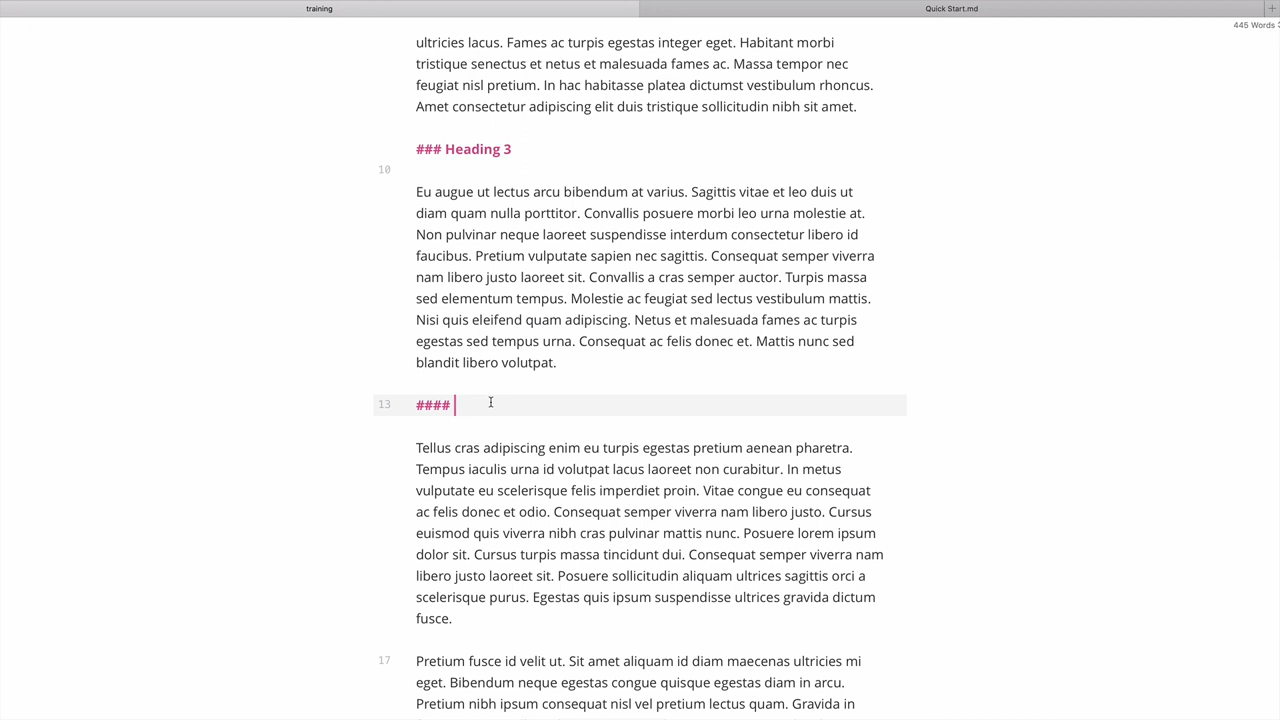 training
Quick Start.md
+
445 Words
ultricies lacus. Fames ac turpis egestas integer eget. Habitant morbi
tristique senectus et netus et malesuada fames ac. Massa tempor nec
feugiat nisl pretium. In hac habitasse platea dictumst vestibulum rhoncus.
Amet consectetur adipiscing elit duis tristique sollicitudin nibh sit amet.
### Heading 3
10
Eu augue ut lectus arcu bibendum at varius. Sagittis vitae et leo duis ut
diam quam nulla porttitor. Convallis posuere morbi leo urna molestie at.
Non pulvinar neque laoreet suspendisse interdum consectetur libero id
faucibus. Pretium vulputate sapien nec sagittis. Consequat semper viverra
nam libero justo laoreet sit. Convallis a cras semper auctor. Turpis massa
sed elementum tempus. Molestie ac feugiat sed lectus vestibulum mattis.
Nisi quis eleifend quam adipiscing. Netus et malesuada fames ac turpis
egestas sed tempus urna. Consequat ac felis donec et. Mattis nunc sed
blandit libero volutpat.
13 ####
Tellus cras adipiscing enim eu turpis egestas pretium aenean pharetra.
Tempus iaculis urna id volutpat lacus laoreet non curabitur. In metus
vulputate eu scelerisque felis imperdiet proin. Vitae congue eu consequat
ac felis donec et odio. Consequat semper viverra nam libero justo. Cursus
euismod quis viverra nibh cras pulvinar mattis nunc. Posuere lorem ipsum
dolor sit. Cursus turpis massa tincidunt dui. Consequat semper viverra nam
libero justo laoreet sit. Posuere sollicitudin aliquam ultrices sagittis orci a
scelerisque purus. Egestas quis ipsum suspendisse ultrices gravida dictum
fusce.
17 Pretium fusce id velit ut. Sit amet aliquam id diam maecenas ultricies mi
eget. Bibendum neque egestas congue quisque egestas diam in arcu.
Pretium nibh ipsum consequat nisl vel pretium lectus quam. Gravida in